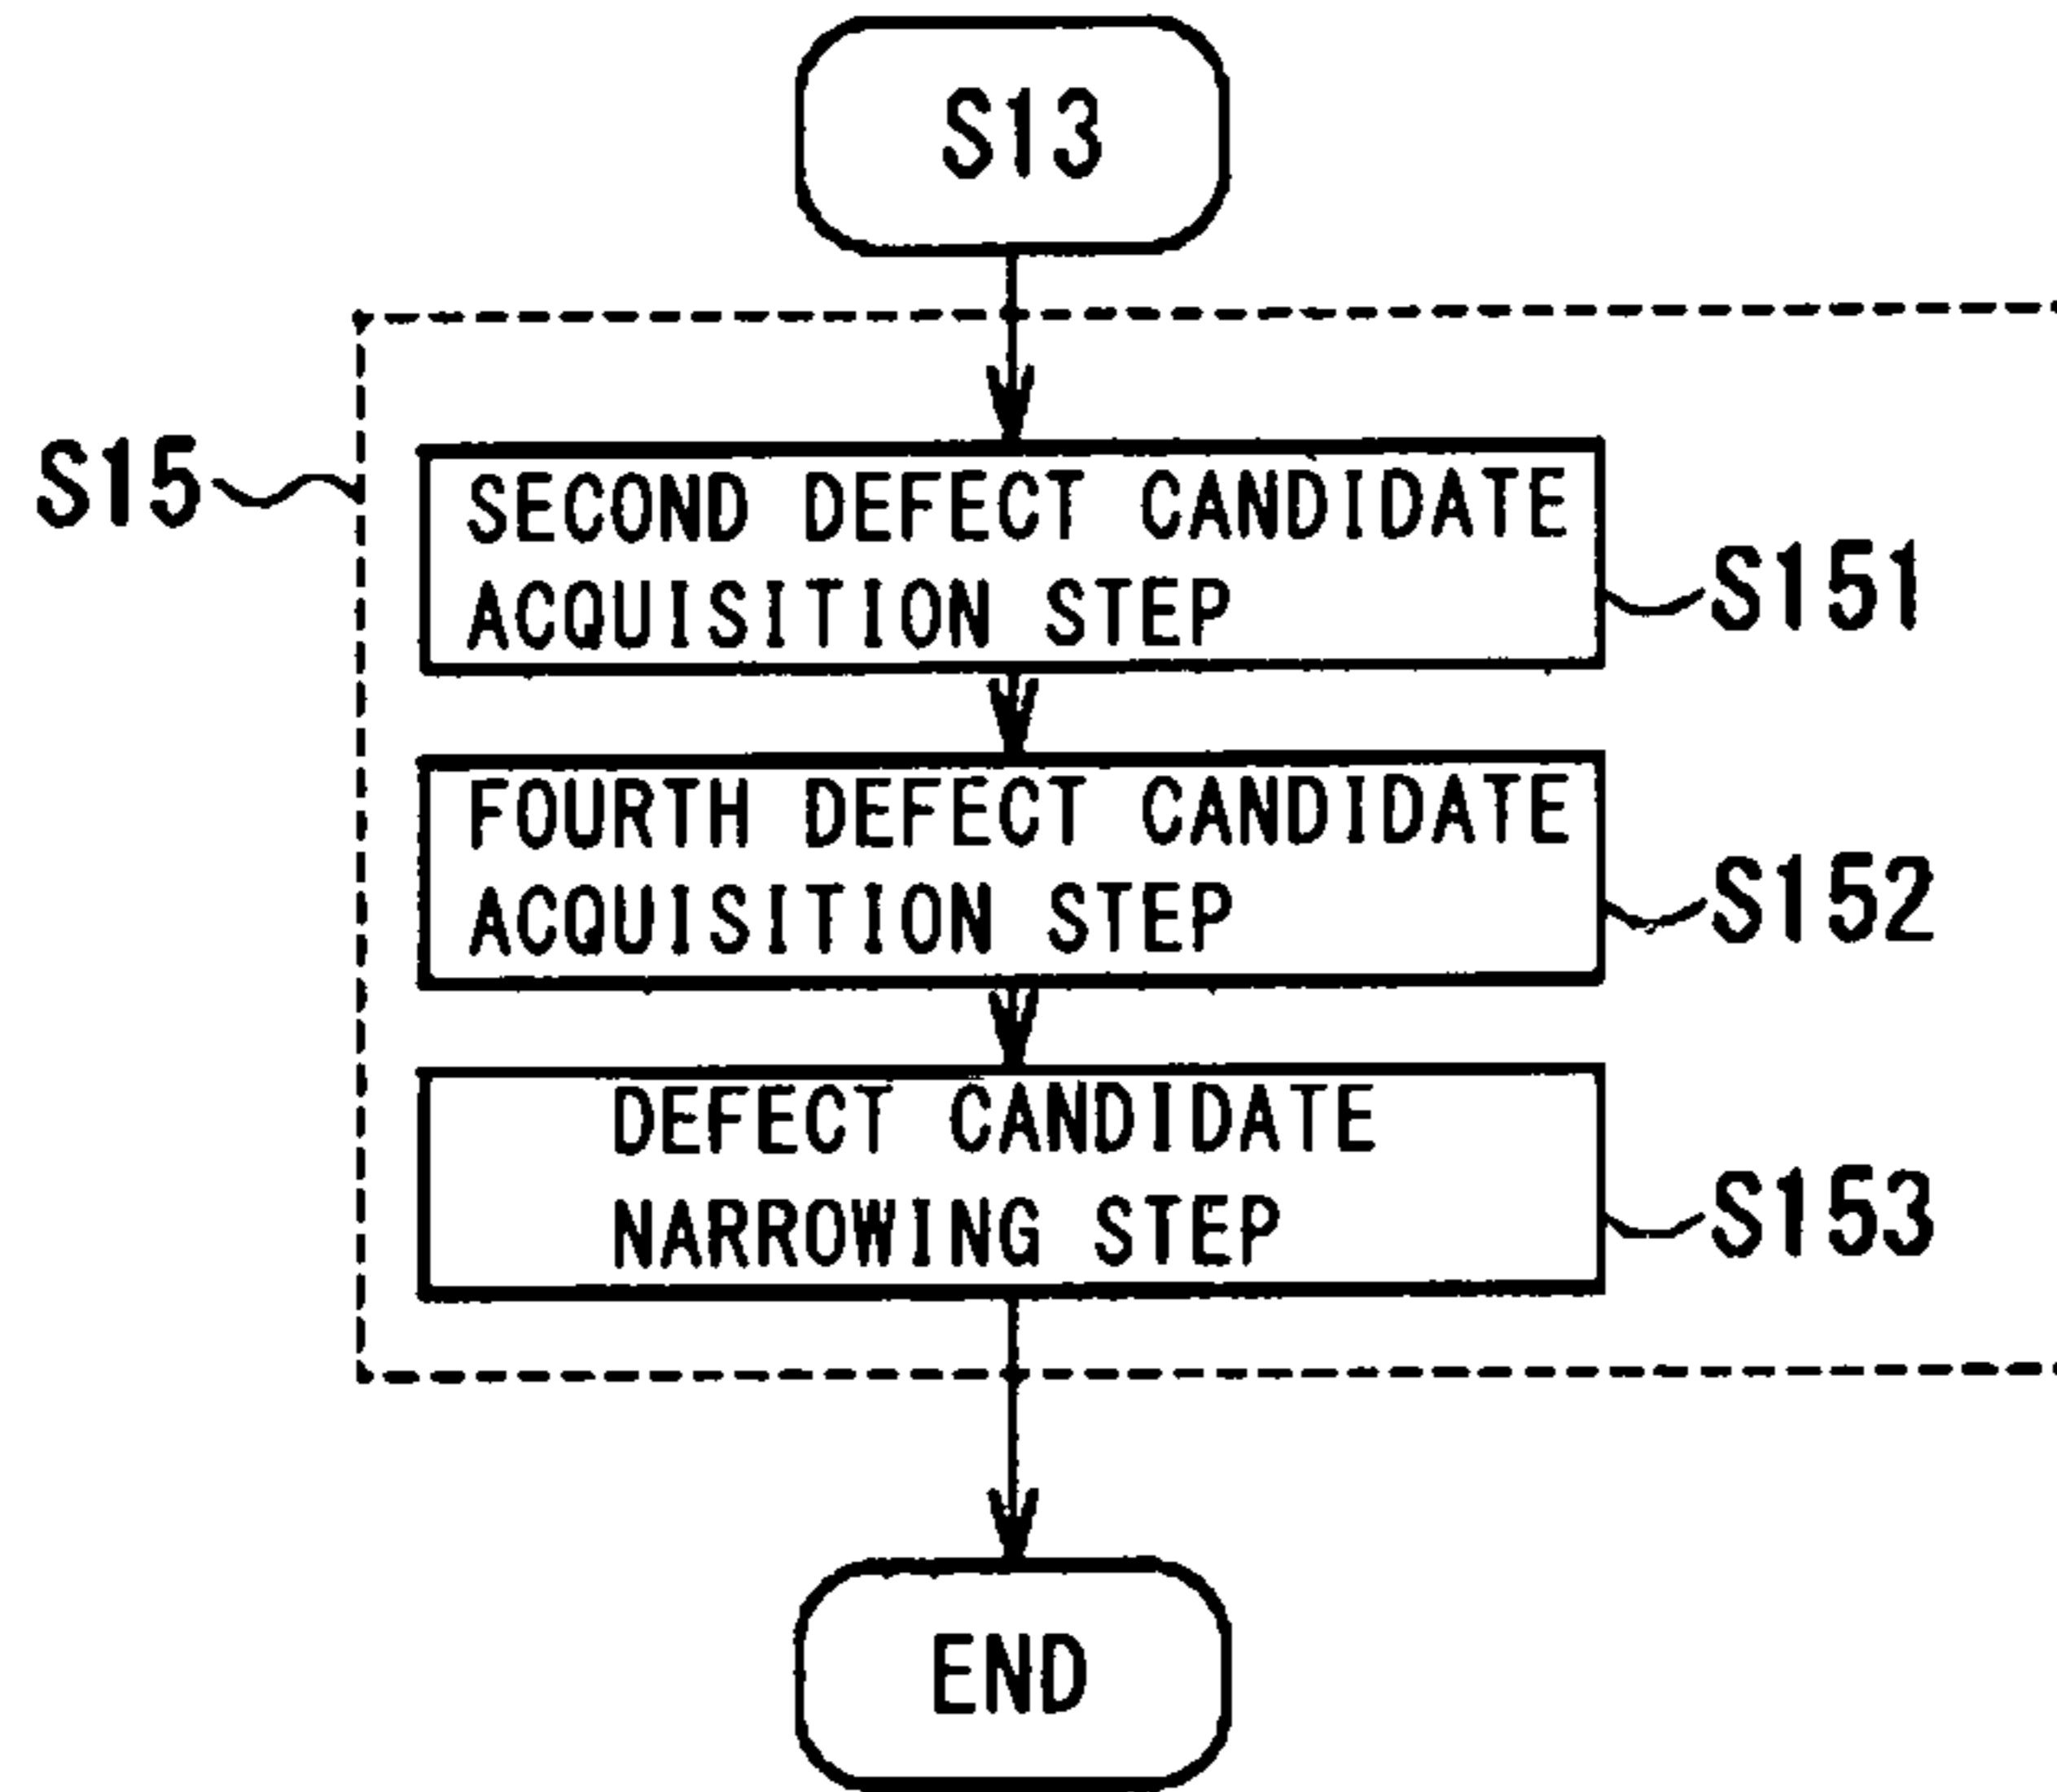 S13
S15
SECOND DEFECT CANDIDATE
ACQUISITION STEP
S151
FOURTH DEFECT CANDIDATE
ACQUISITION STEP
S152
DEFECT CANDIDATE
NARROWING STEP
S153
END